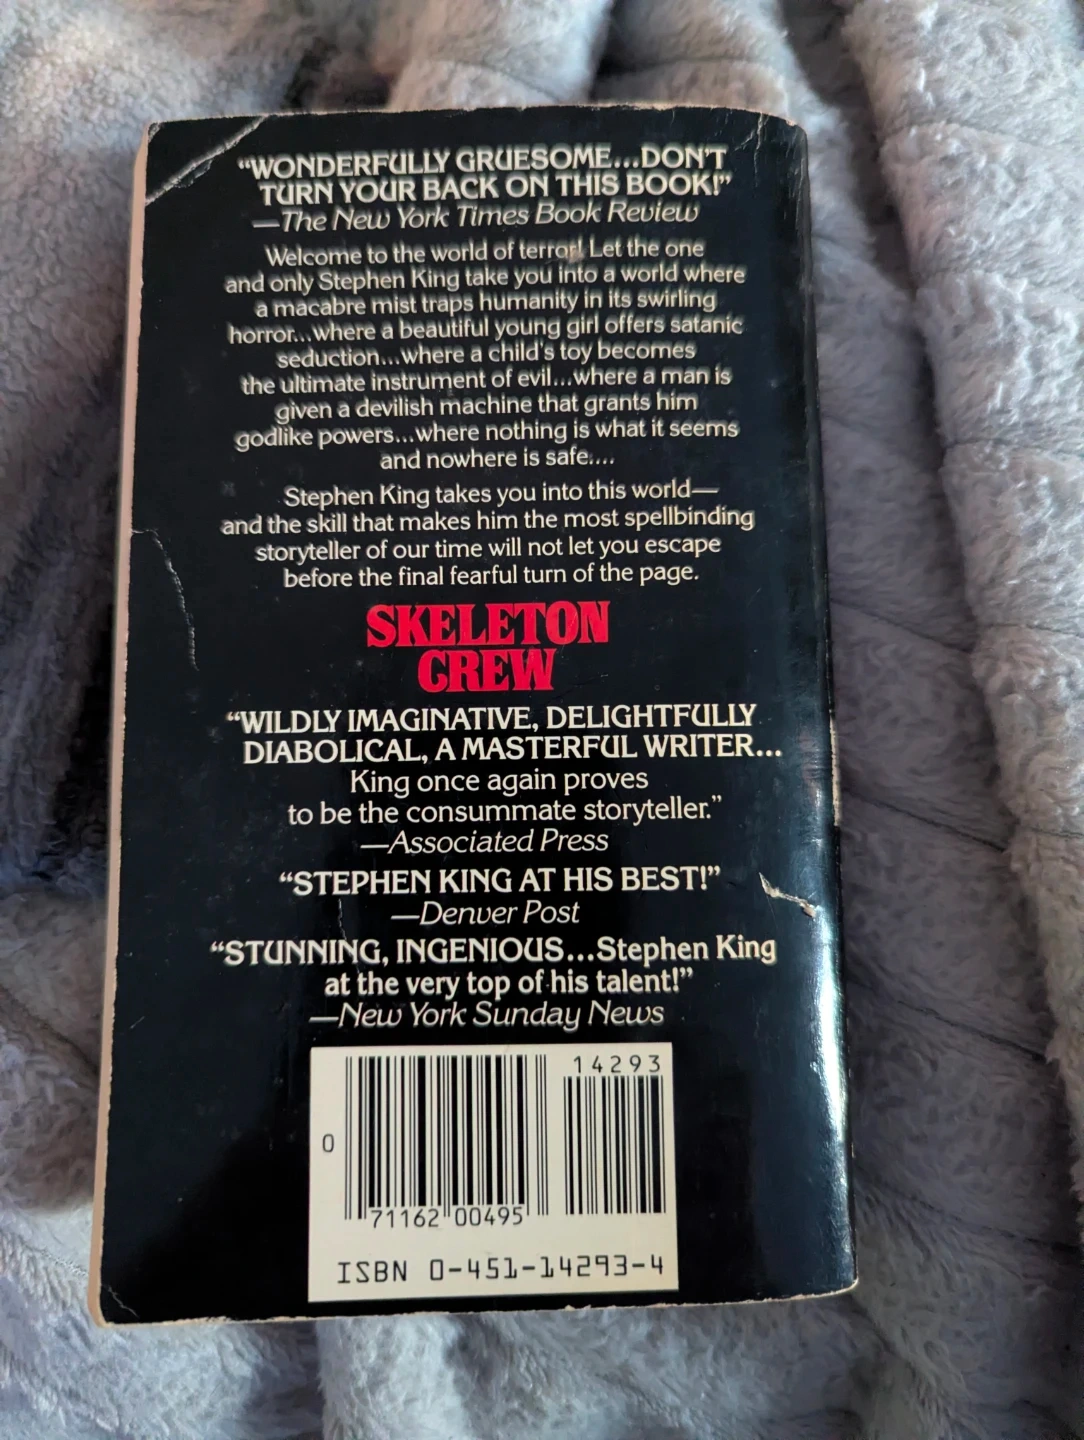 “WONDERFULLY GRUESOME...DON'T
TURN YOUR BACK ON THIS BOOK!”
—The New York Times Book Review
Welcome to the world of terror! Let the one
and only Stephen King take you into a world where
a macabre mist traps humanity in its swirling
horror...where a beautiful young girl offers satanic
seduction...where a child's toy becomes
the ultimate instrument of evil...where a man is
given a devilish machine that grants him
godlike powers...where nothing is what it seems
and nowhere is safe....
Stephen King takes you into this world—
and the skill that makes him the most spellbinding
storyteller of our time will not let you escape
before the final fearful turn of the page.
SKELETON
CREW
“WILDLY IMAGINATIVE, DELIGHTFULLY
DIABOLICAL, A MASTERFUL WRITER...
King once again proves
to be the consummate storyteller.”
—Associated Press
“STEPHEN KING AT HIS BEST!”
—Denver Post
“STUNNING, INGENIOUS...Stephen King
at the very top of his talent!”
—New York Sunday News
14293
0
71162 00495
ISBN 0-451-14293-4